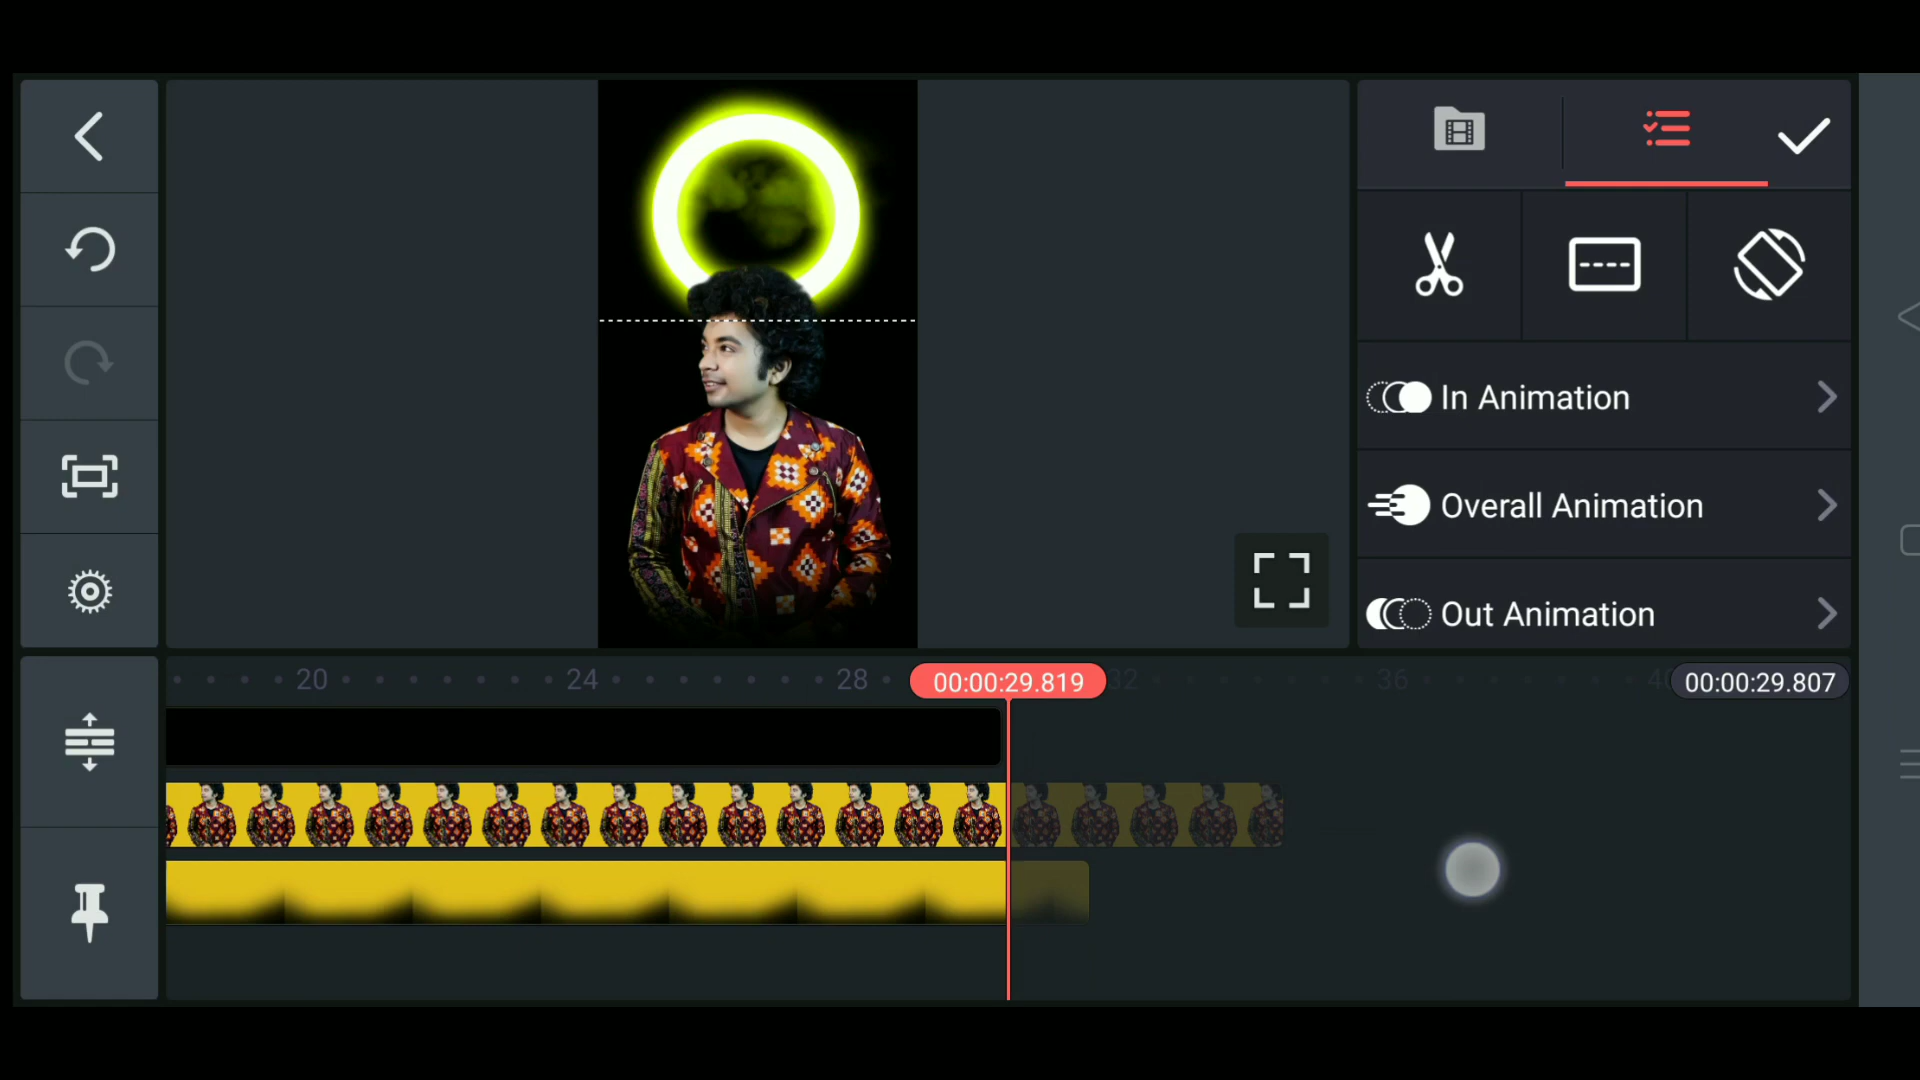 In Animation
Overall Animation
Out Animation
20 24 28 32 36 40
00:00:29.819
00:00:29.807